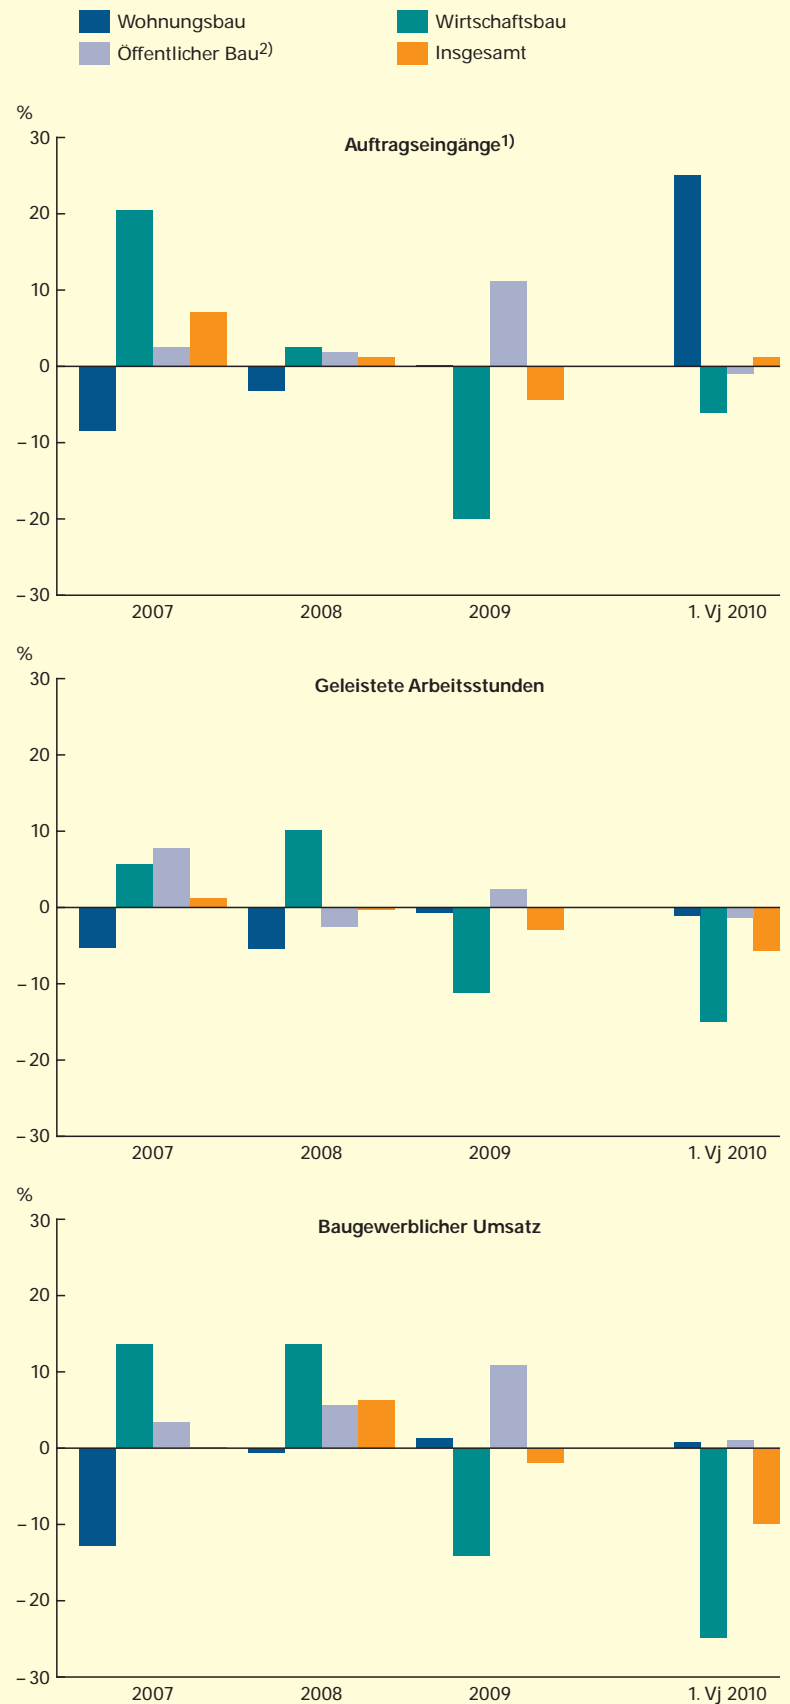 Wohnungsbau
Wirtschaftsbau
Öffentlicher Bau2)
Insgesamt
%
Auftragseingänge1)
30
20
10
0
– 10
– 20
– 30
2007 2008 2009 1. Vj 2010
%
Geleistete Arbeitsstunden
30
20
10
0
– 10
– 20
– 30
2007 2008 2009 1. Vj 2010
%
Baugewerblicher Umsatz
30
20
10
0
– 10
– 20
– 30
2007 2008 2009 1. Vj 2010